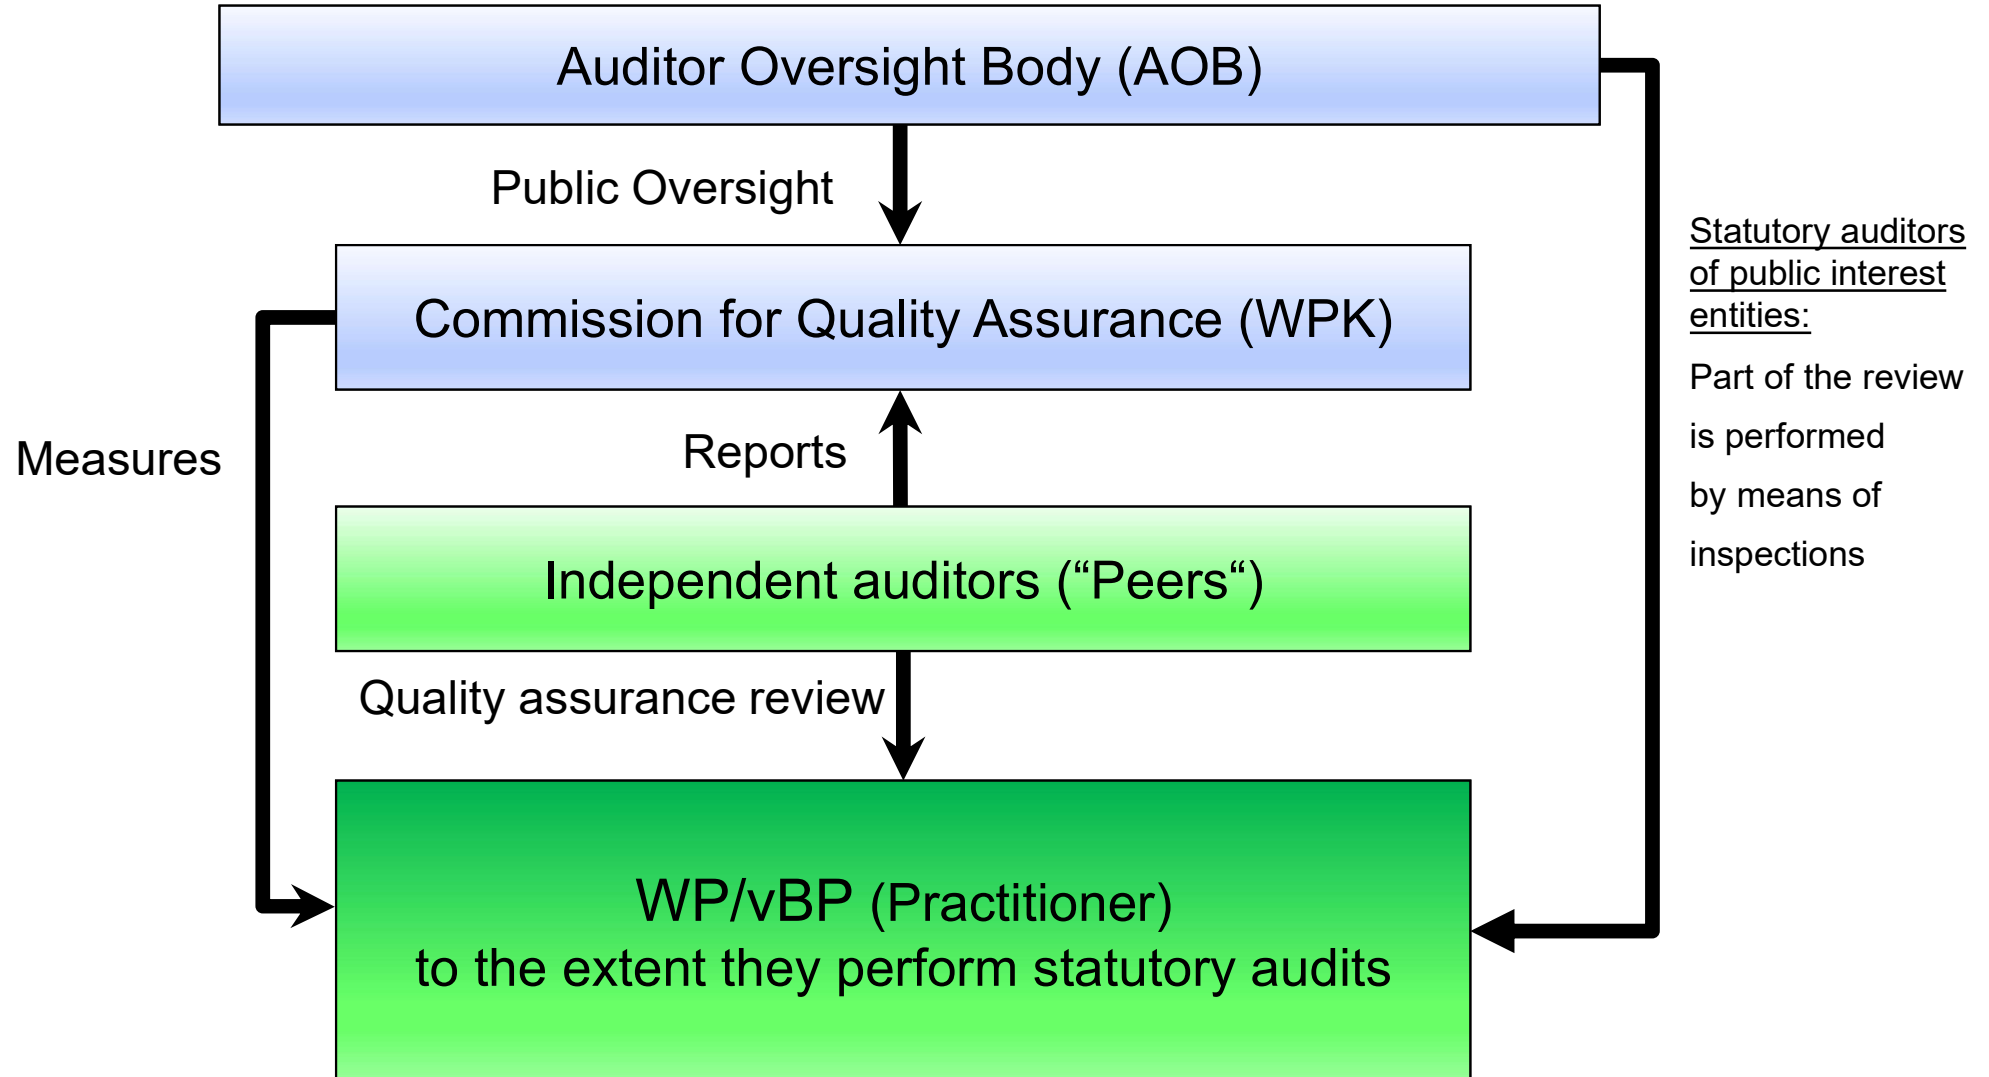 Auditor Oversight Body (AOB)
Public Oversight
Commission for Quality Assurance (WPK)
Measures
Reports
Independent auditors (“Peers“)
Quality assurance review
WP/vBP (Practitioner)
to the extent they perform statutory audits
Statutory auditors
of public interest
entities:
Part of the review
is performed
by means of
inspections